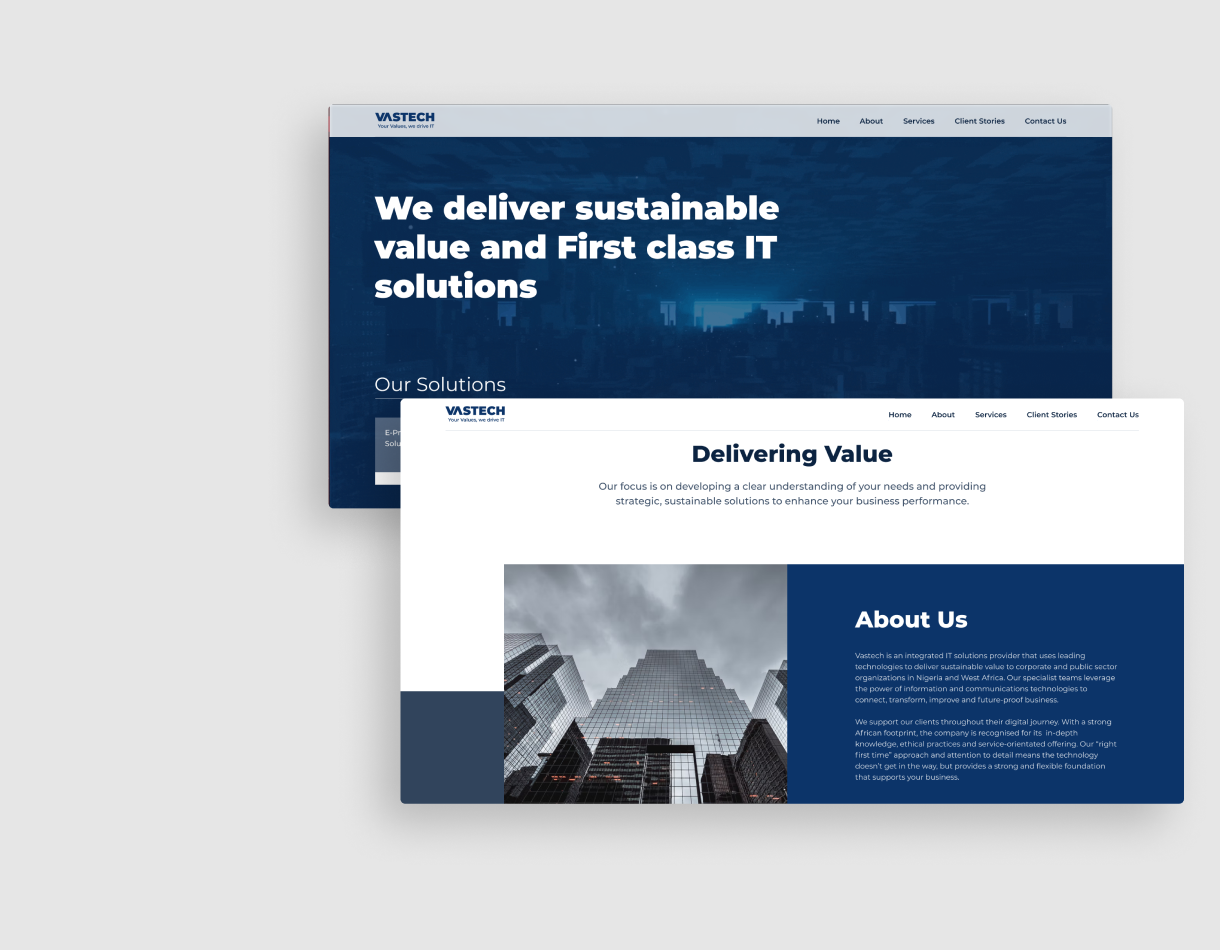 VASTECH
Your Values, we drive IT
Home About Services Client Stories Contact Us
We deliver sustainable
value and First class IT
solutions
Our Solutions
VASTECH
Your Values, we drive IT
Home About Services Client Stories Contact Us
Delivering Value
Our focus is on developing a clear understanding of your needs and providing
strategic, sustainable solutions to enhance your business performance.
About Us
Vastech is an integrated IT solutions provider that uses leading
technologies to deliver sustainable value to corporate and public sector
organizations in Nigeria and West Africa. Our specialist teams leverage
the power of information and communications technologies to
connect, transform, improve and future-proof business.
We support our clients throughout their digital journey. With a strong
African footprint, the company is recognised for its in-depth
knowledge, ethical practices and service-orientated offering. Our "right
first time" approach and attention to detail means the technology
doesn't get in the way, but provides a strong and flexible foundation
that supports your business.